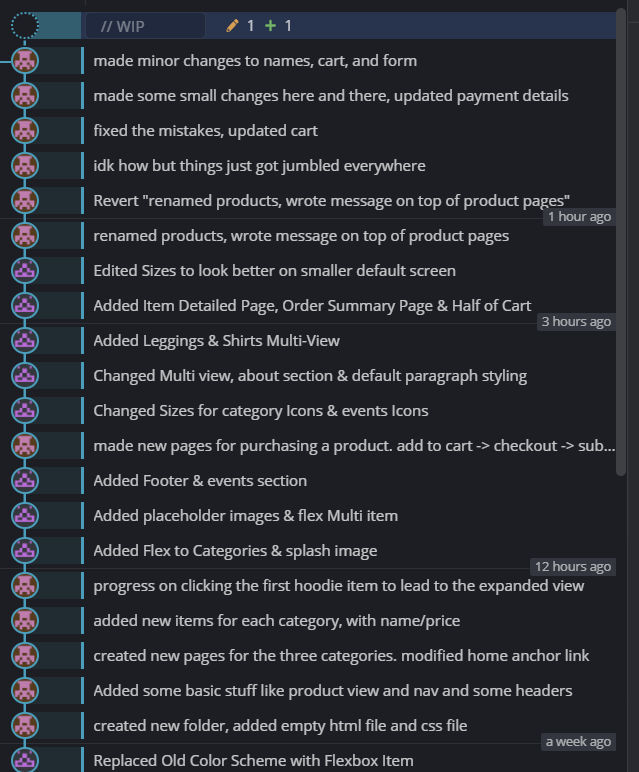 // WIP 1 + 1
made minor changes to names, cart, and form
made some small changes here and there, updated payment details
fixed the mistakes, updated cart
idk how but things just got jumbled everywhere
Revert "renamed products, wrote message on top of product pages"
1 hour ago
renamed products, wrote message on top of product pages
Edited Sizes to look better on smaller default screen
Added Item Detailed Page, Order Summary Page & Half of Cart
3 hours ago
Added Leggings & Shirts Multi-View
Changed Multi view, about section & default paragraph styling
Changed Sizes for category Icons & events Icons
made new pages for purchasing a product. add to cart -> checkout -> sub...
Added Footer & events section
Added placeholder images & flex Multi item
Added Flex to Categories & splash image
12 hours ago
progress on clicking the first hoodie item to lead to the expanded view
added new items for each category, with name/price
created new pages for the three categories. modified home anchor link
Added some basic stuff like product view and nav and some headers
created new folder, added empty html file and css file
a week ago
Replaced Old Color Scheme with Flexbox Item